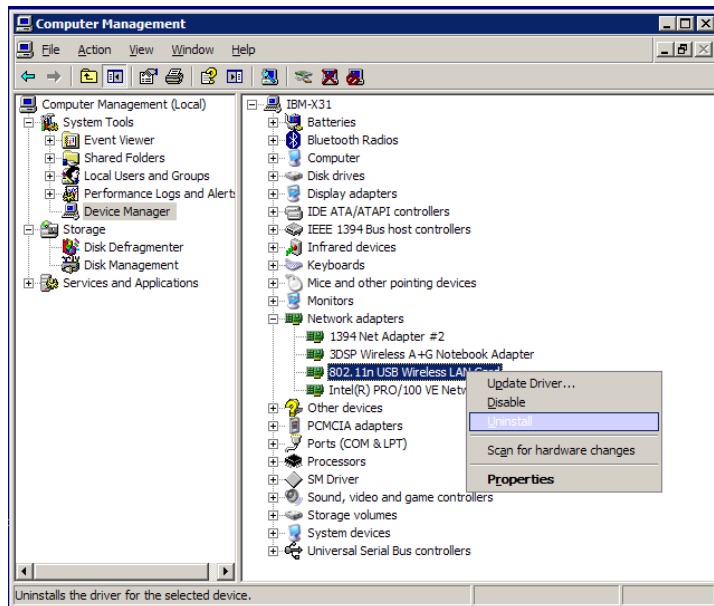 Computer Management
File Action View Window Help
Computer Management (Local)
System Tools
Event Viewer
Shared Folders
Local Users and Groups
Performance Logs and Alert
Device Manager
Storage
Disk Defragmenter
Disk Management
Services and Applications
IBM-X31
Batteries
Bluetooth Radios
Computer
Disk drives
Display adapters
IDE ATA/ATAPI controllers
IEEE 1394 Bus host controllers
Infrared devices
Keyboards
Mice and other pointing devices
Monitors
Network adapters
1394 Net Adapter #2
3DSP Wireless A+G Notebook Adapter
802.11n USB Wireless LAN Card
Intel(R) PRO/100 VE Netw
Other devices
PCMCIA adapters
Ports (COM & LPT)
Processors
SM Driver
Sound, video and game controllers
Storage volumes
System devices
Universal Serial Bus controllers
Update Driver...
Disable
Uninstall
Scan for hardware changes
Properties
Uninstalls the driver for the selected device.